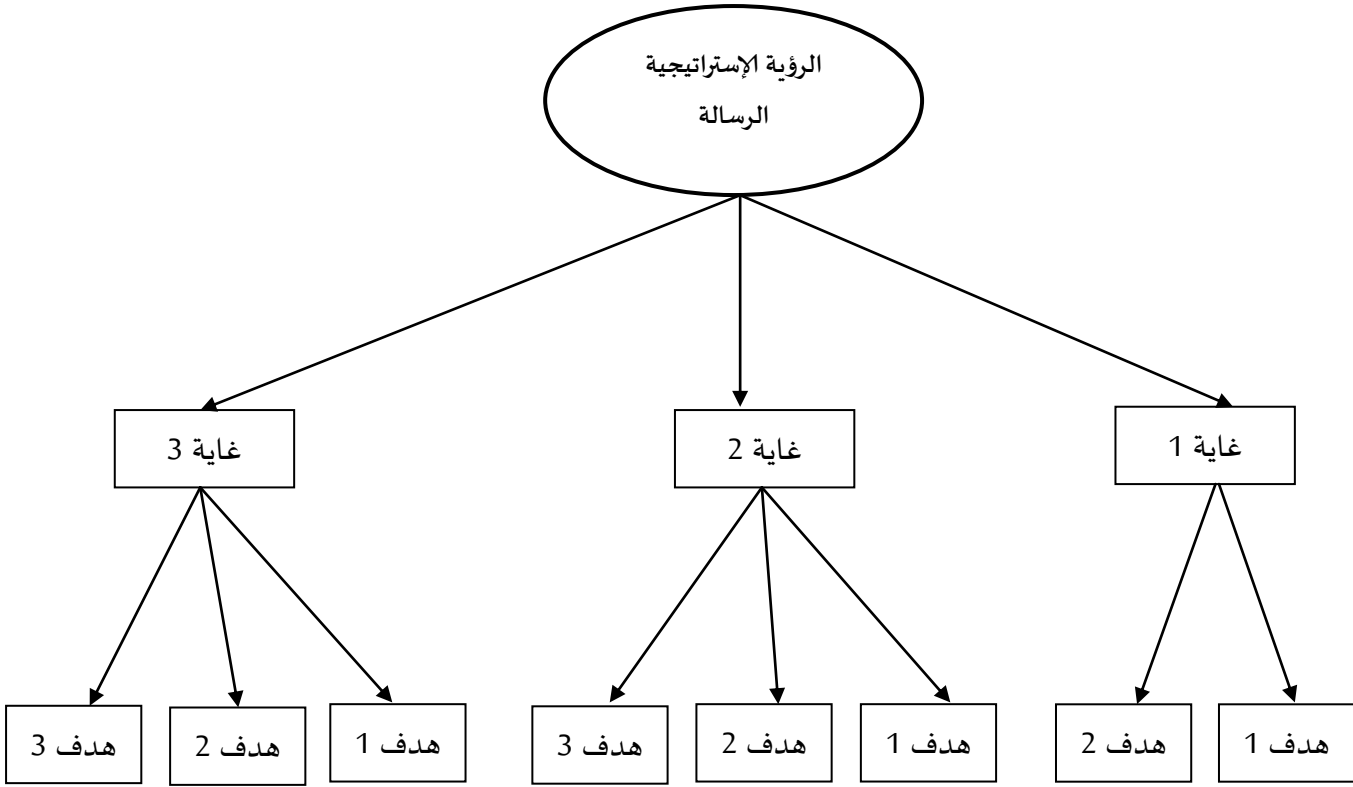 الرؤية الإستراتيجية
الرسالة
غاية 1
غاية 2
غاية 3
هدف 1
هدف 2
هدف 1
هدف 2
هدف 3
هدف 1
هدف 2
هدف 3